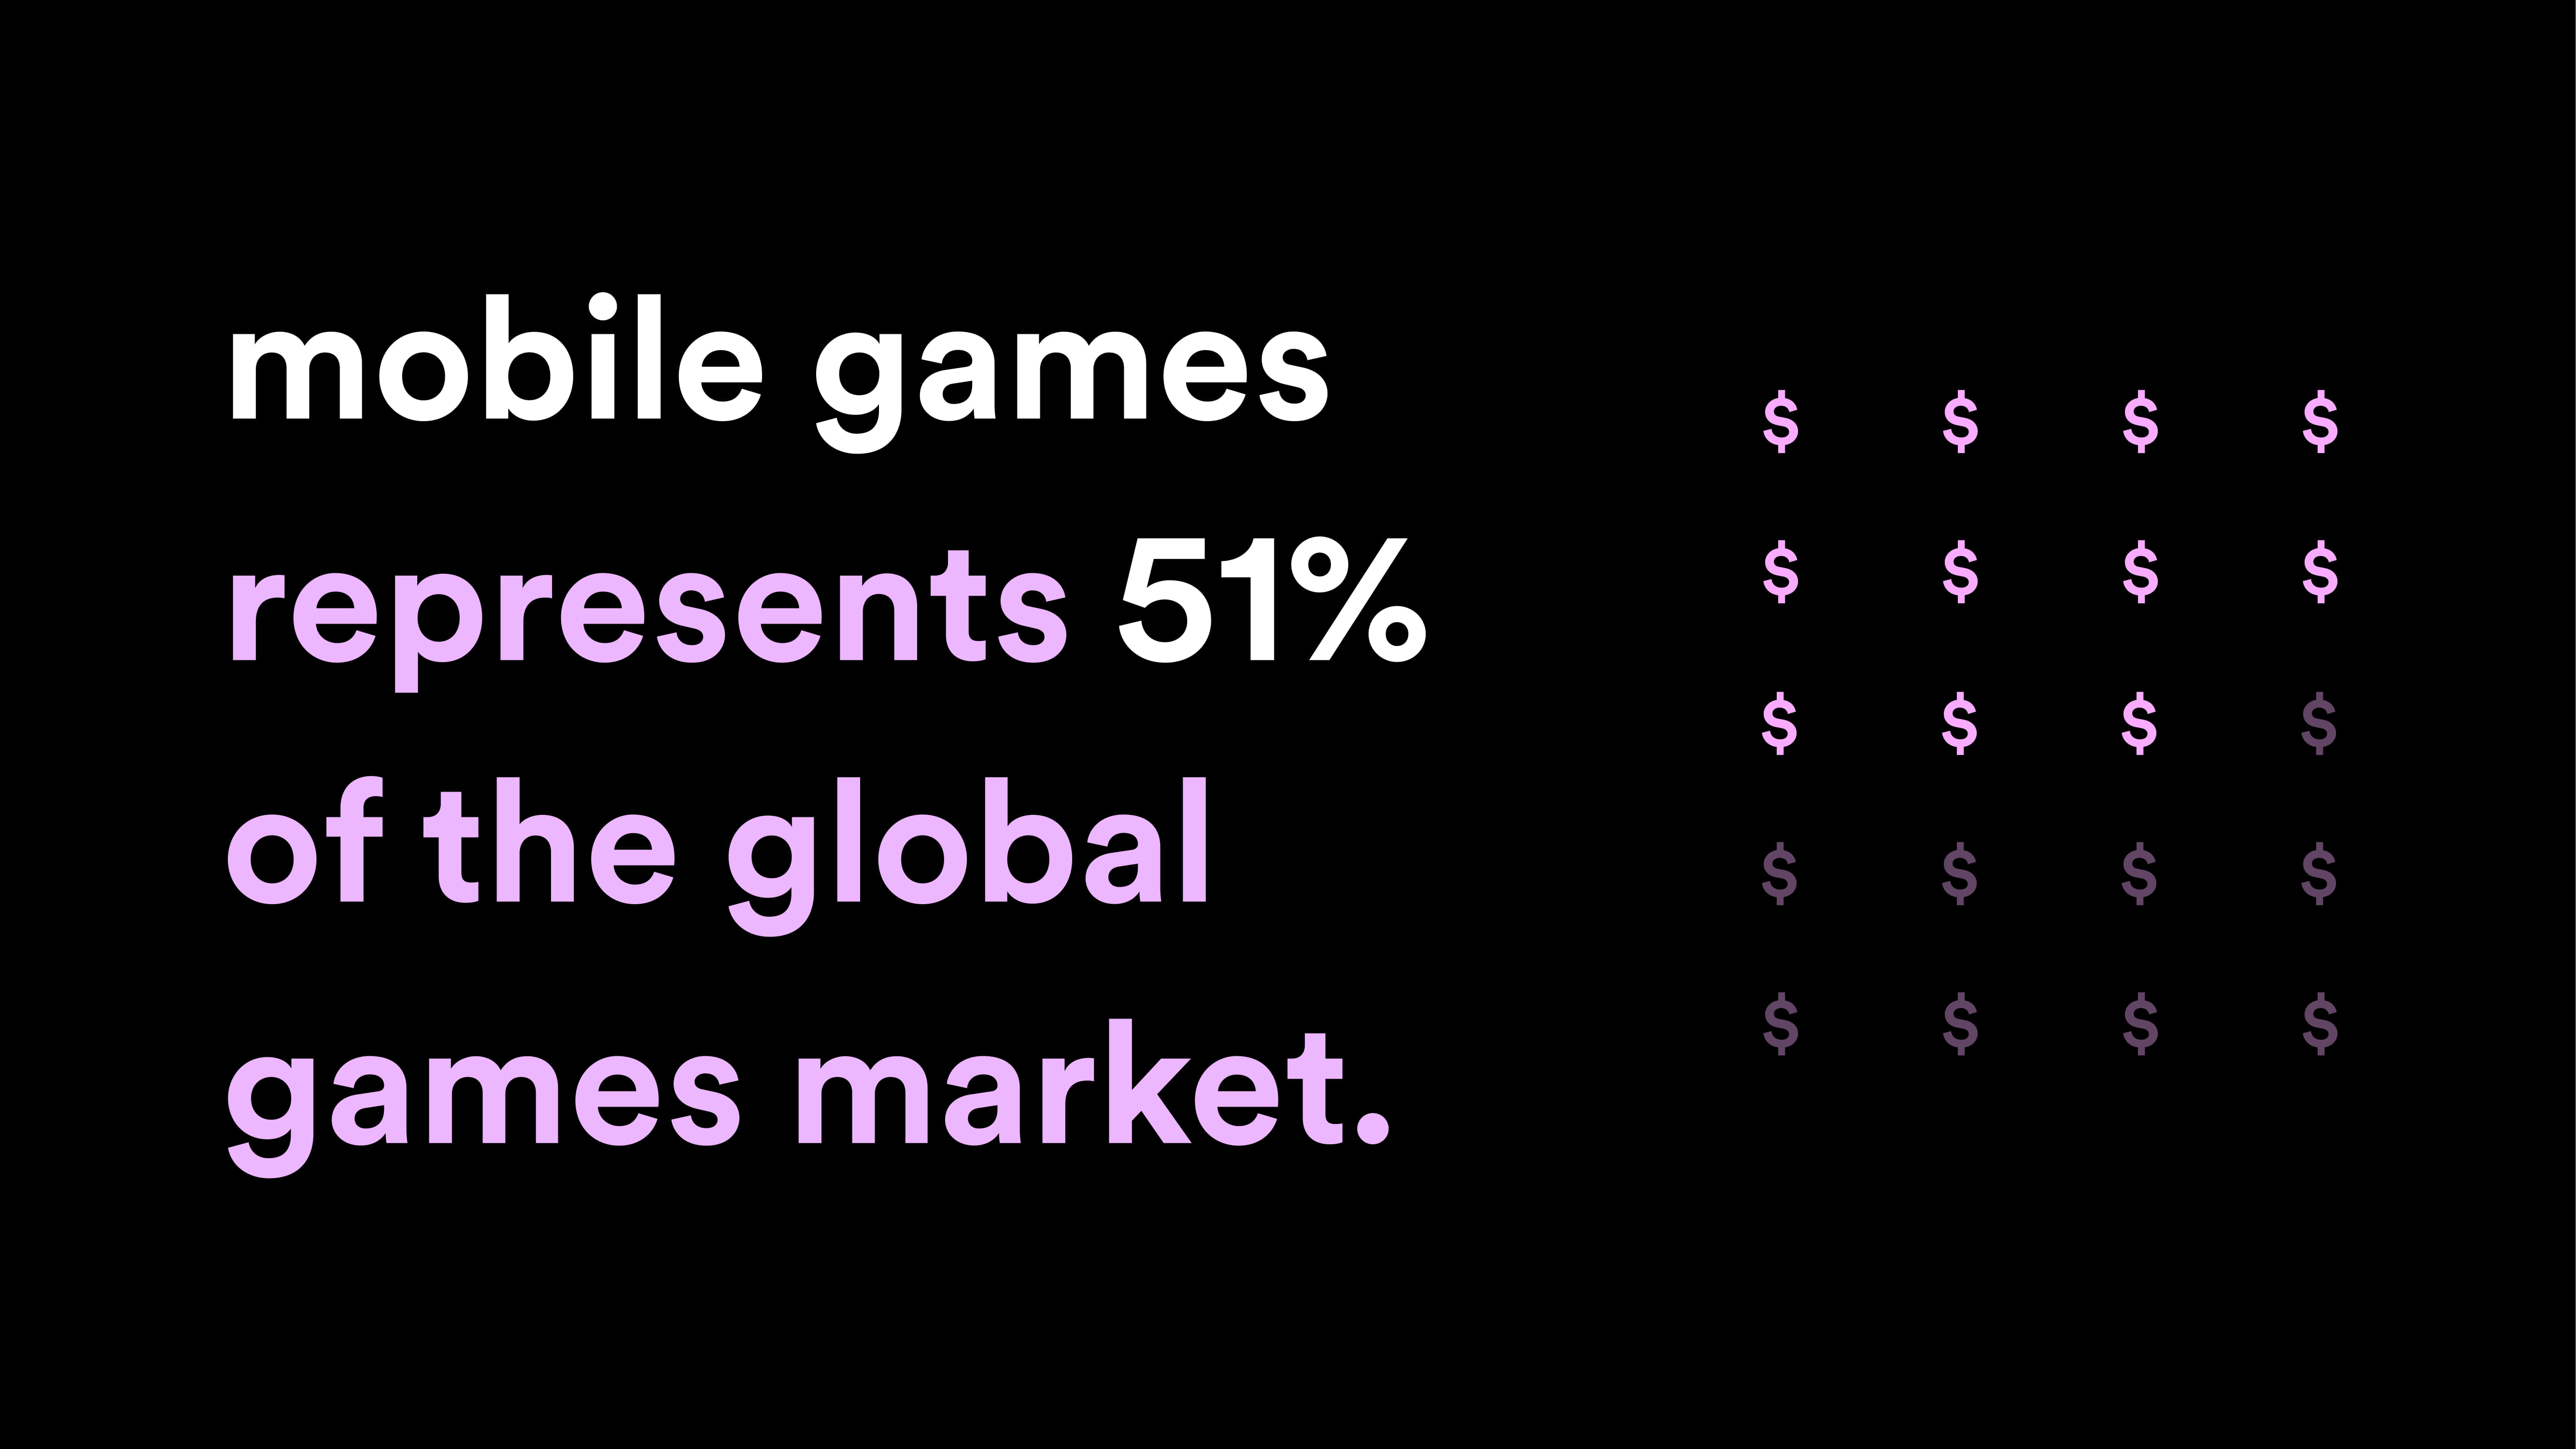 mobile games
represents 51%
of the global
games market.
$ $ $ $
$ $ $ $
$ $ $ $
$ $ $ $
$ $ $ $